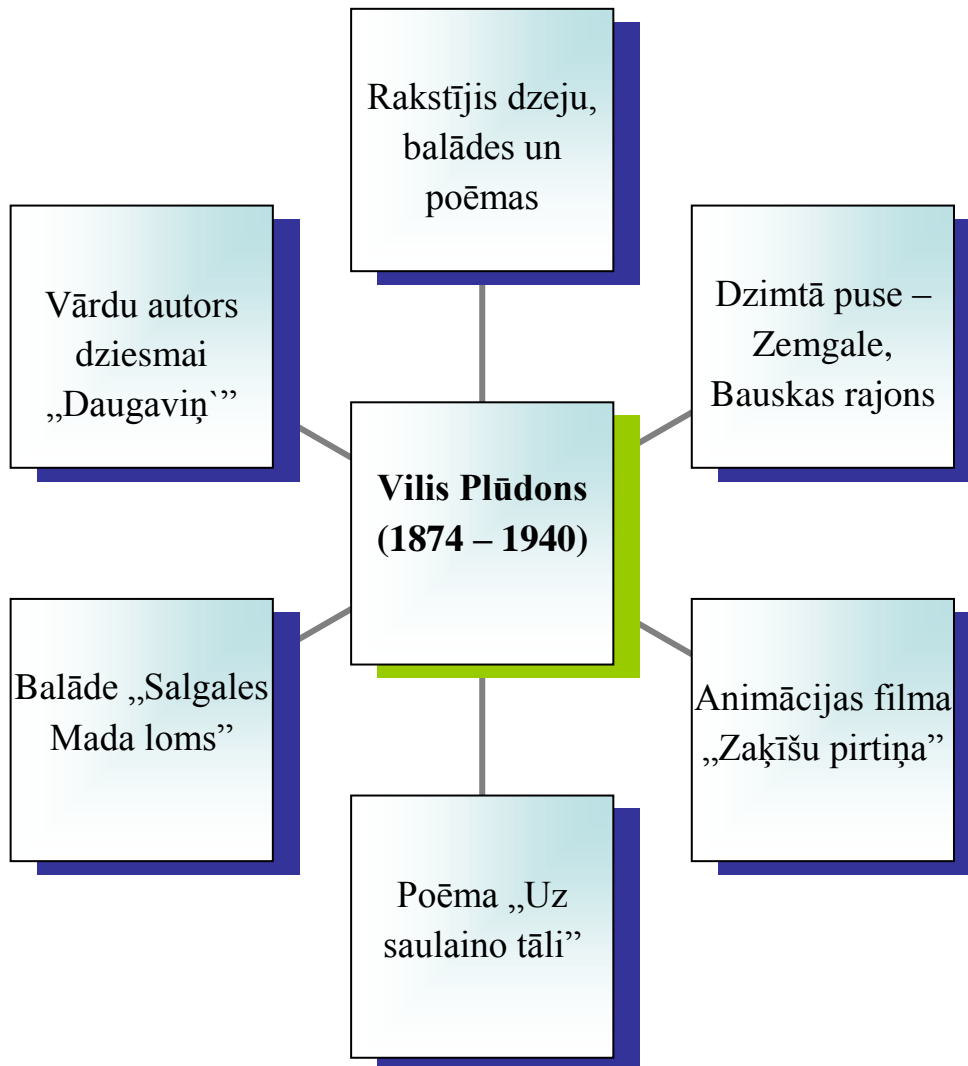 Rakstījis dzeju,
balādes un
poēmas
Vārdu autors
dziesmai
„Daugaviņ`”
Dzimtā puse –
Zemgale,
Bauskas rajons
Vilis Plūdons
(1874 – 1940)
Balāde „Salgales
Mada loms”
Animācijas filma
„Zaķīšu pirtiņa”
Poēma „Uz
saulaino tāli”